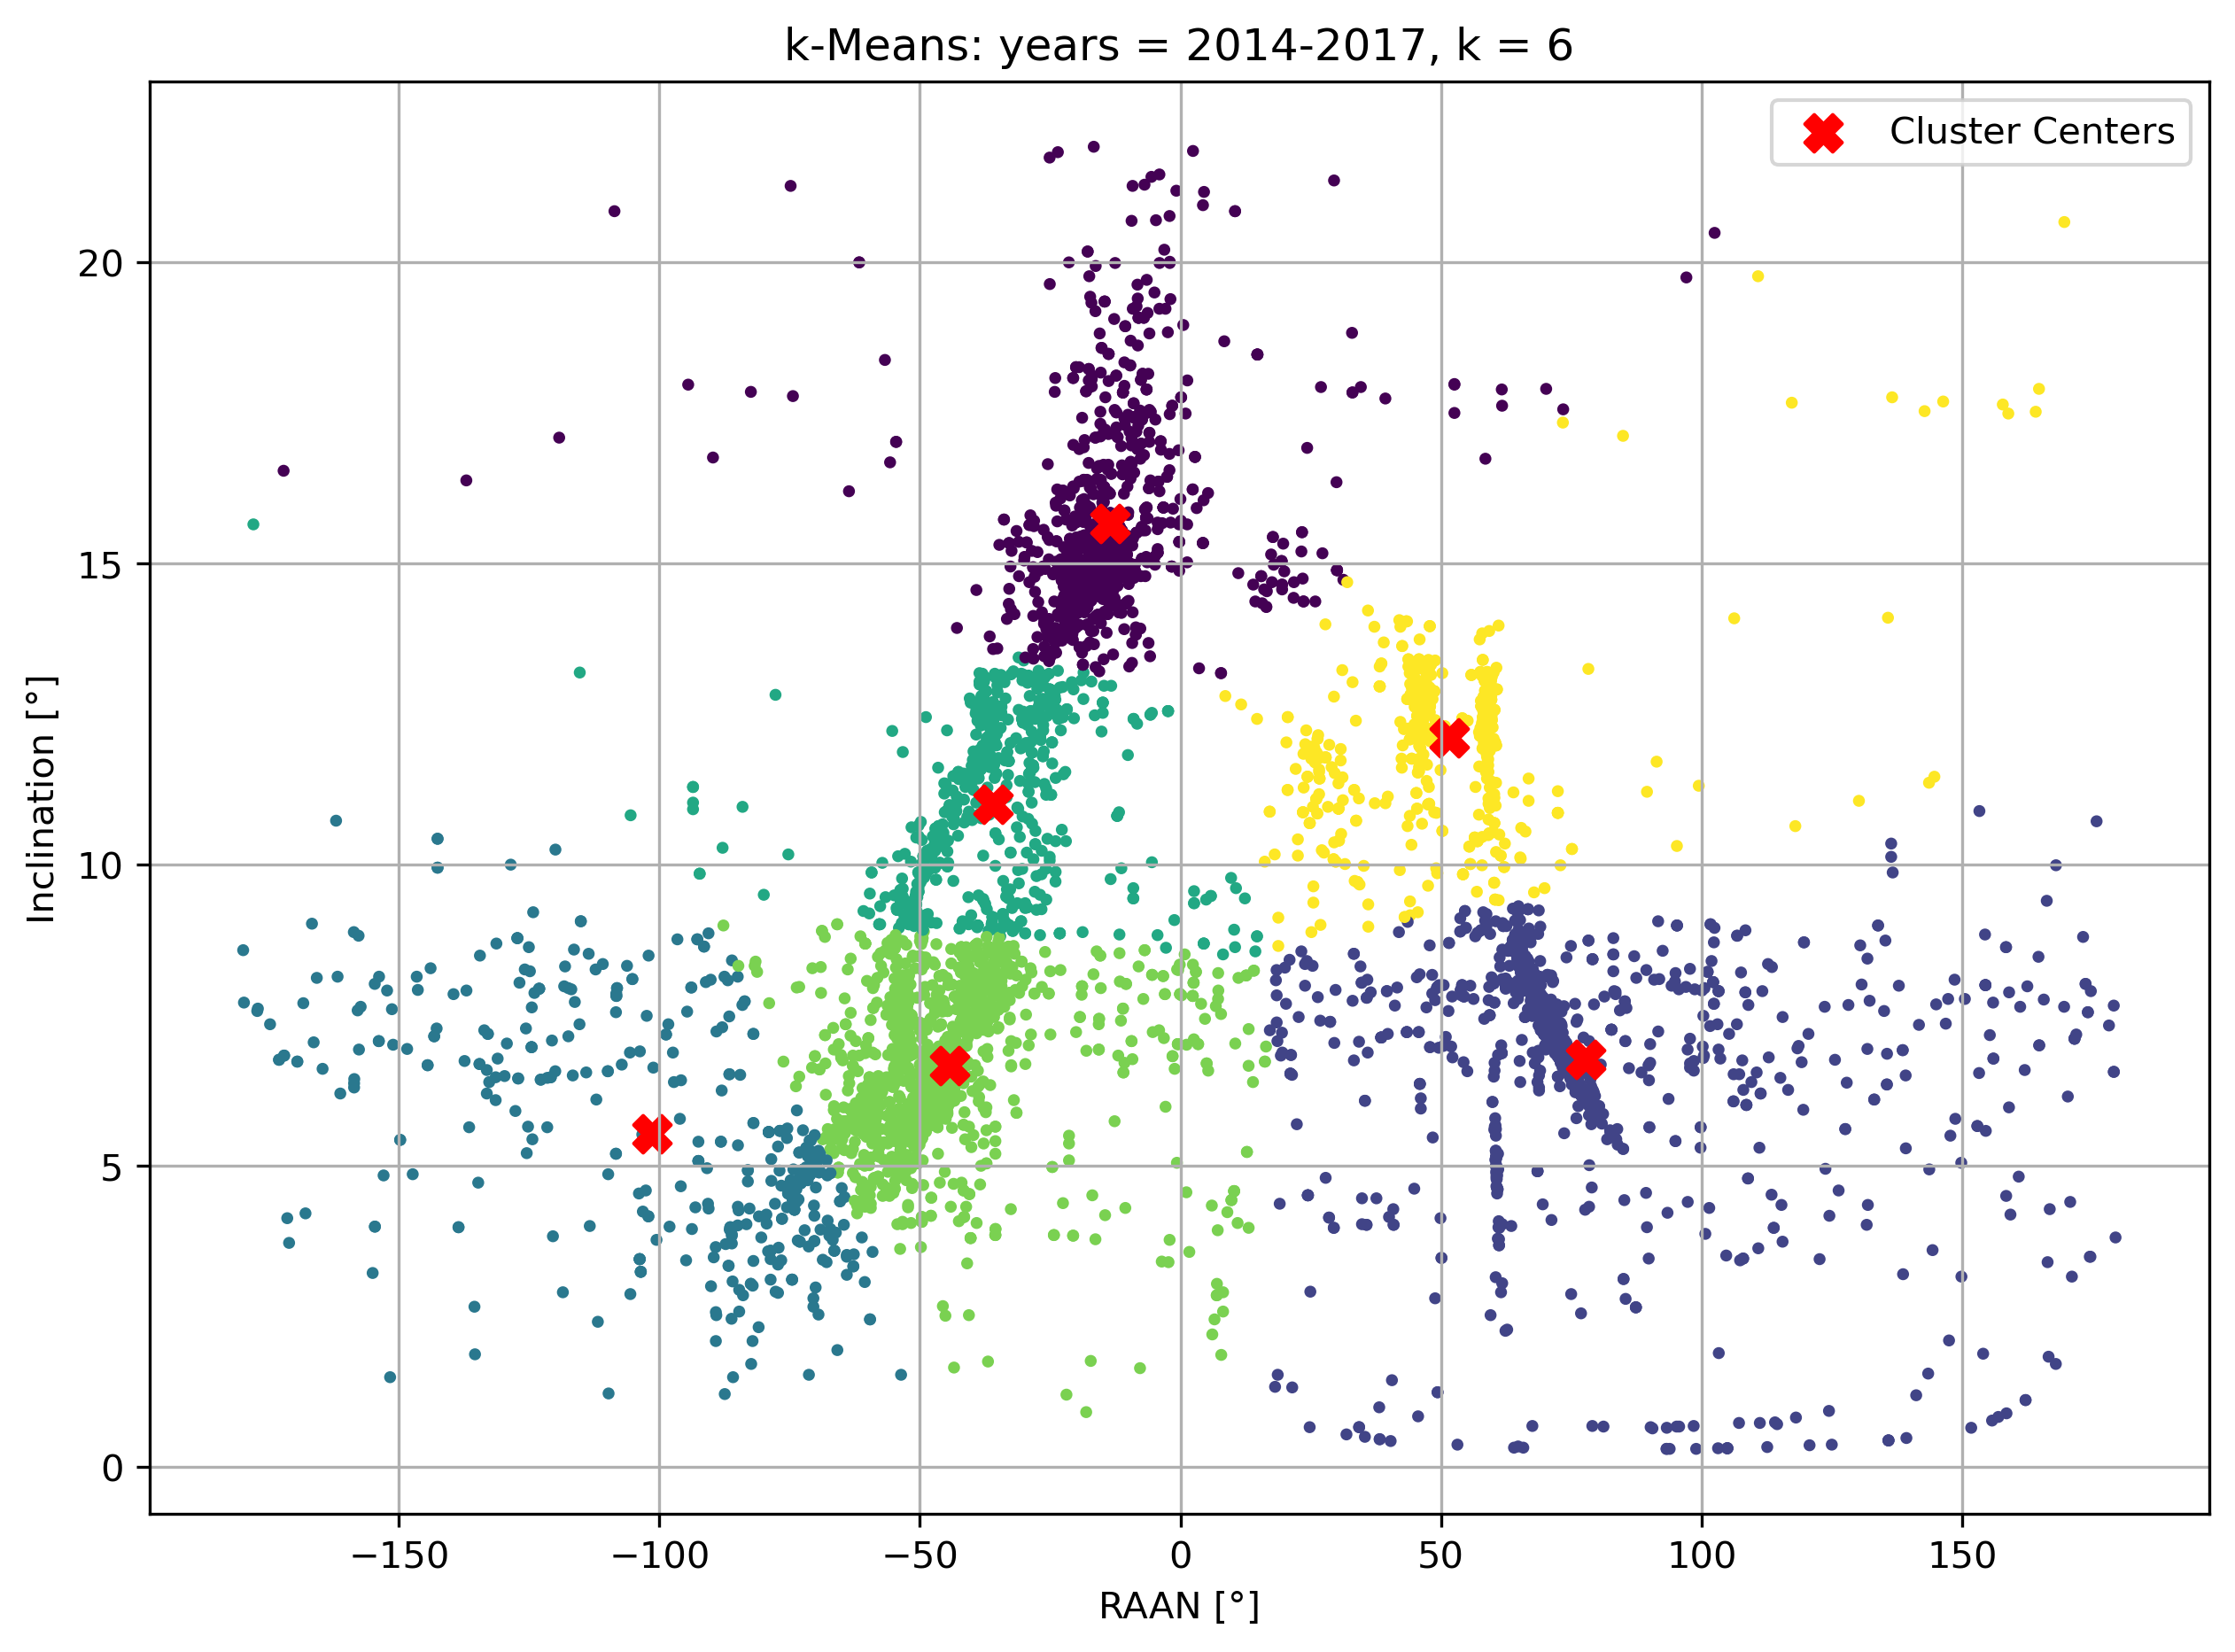 k-Means: years = 2014-2017, k = 6
Cluster Centers
20
15
10
5
0
Inclination [°]
−150 −100 −50 0 50 100 150
RAAN [°]